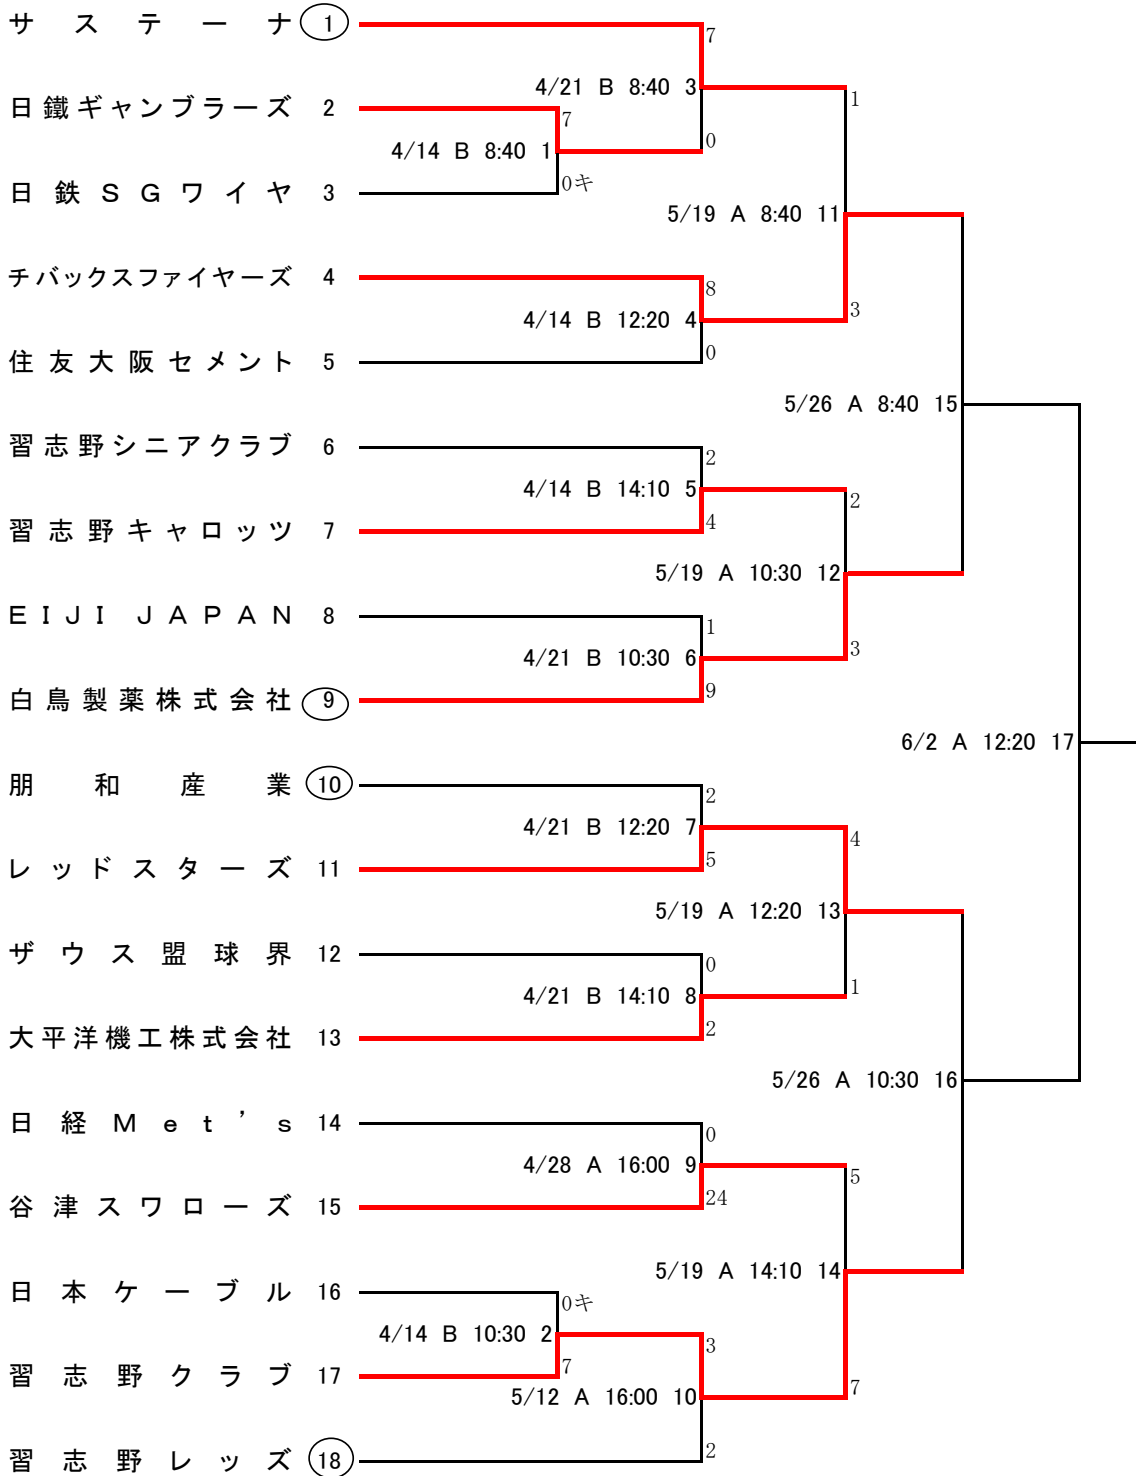 サステーナ 1
7
4/21 B 8:40 3
1
日鐵ギャンブラーズ 2
7
0
4/14 B 8:40 1
0キ
日鉄SGワイヤ 3
5/19 A 8:40 11
チバックスファイヤーズ 4
8
3
4/14 B 12:20 4
0
住友大阪セメント 5
5/26 A 8:40 15
習志野シニアクラブ 6
2
4/14 B 14:10 5
2
4
習志野キャロッツ 7
5/19 A 10:30 12
EIJI JAPAN 8
1
3
4/21 B 10:30 6
9
白鳥製薬株式会社 9
6/2 A 12:20 17
朋和産業 10
2
4/21 B 12:20 7
4
5
レッドスターズ 11
5/19 A 12:20 13
ザウス盟球界 12
0
1
4/21 B 14:10 8
2
大平洋機工株式会社 13
5/26 A 10:30 16
日経Met’s 14
0
4/28 A 16:00 9
5
24
谷津スワローズ 15
5/19 A 14:10 14
日本ケーブル 16
0キ
4/14 B 10:30 2
3
7
習志野クラブ 17
7
5/12 A 16:00 10
2
習志野レッズ 18